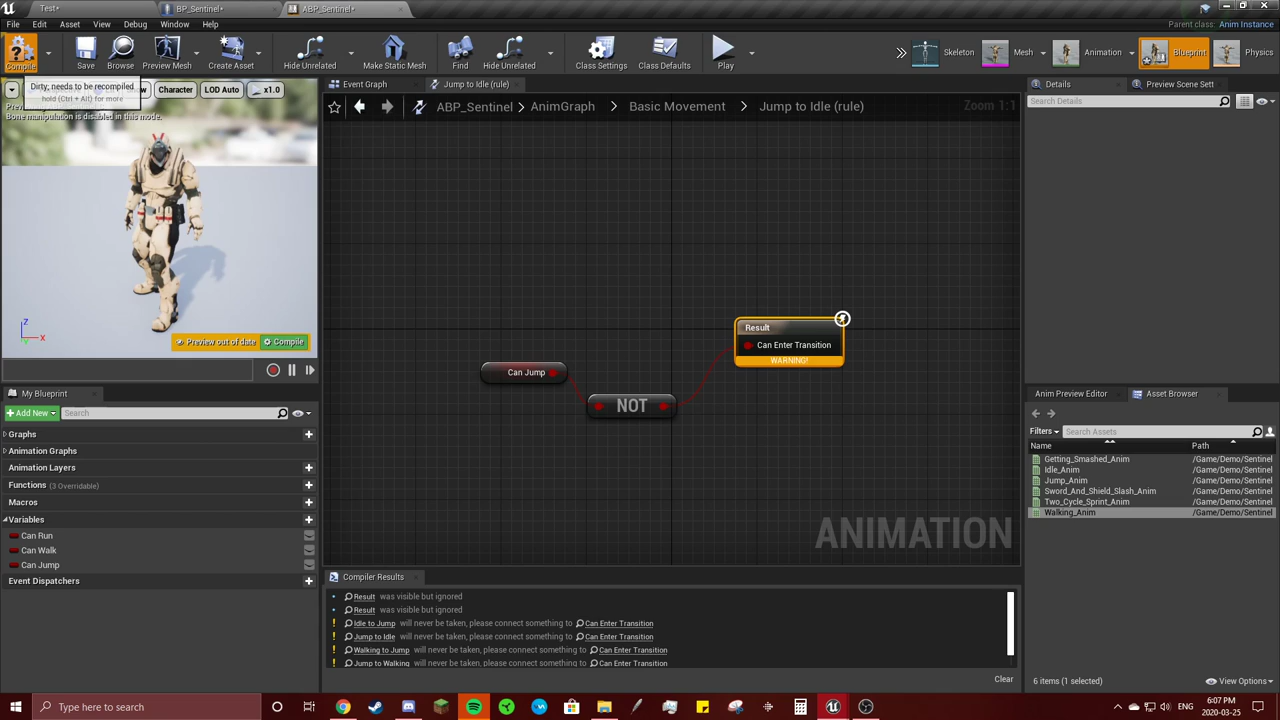 Test*
BP_Sentinel*
ABP_Sentinel*
File Edit Asset View Debug Window Help
Parent class: Anim Instance
Compile
Save
Browse
Preview Mesh
Create Asset
Hide Unrelated
Make Static Mesh
Find
Hide Unrelated
Class Settings
Class Defaults
Play
Skeleton
Mesh
Animation
Blueprint
Physics
Dirty; needs to be recompiled
hold (Ctrl + Alt) for more
Character
LOD Auto
x1.0
Bone manipulation is disabled in this mode.
Z
X
Preview out of date
Compile
Event Graph
Jump to Idle (rule)
ABP_Sentinel > AnimGraph > Basic Movement > Jump to Idle (rule)
Zoom 1:1
Can Jump
NOT
Result
Can Enter Transition
WARNING!
ANIMATION
My Blueprint
+ Add New
Search
Graphs
Animation Graphs
Animation Layers
Functions (3 Overridable)
Macros
Variables
Can Run
Can Walk
Can Jump
Event Dispatchers
Compiler Results
Result was visible but ignored
Result was visible but ignored
! Idle to Jump will never be taken, please connect something to Can Enter Transition
! Jump to Idle will never be taken, please connect something to Can Enter Transition
! Walking to Jump will never be taken, please connect something to Can Enter Transition
! Jump to Walking will never be taken, please connect something to Can Enter Transition
Clear
Details
Preview Scene Sett
Search Details
Anim Preview Editor
Asset Browser
Filters
Search Assets
Name Path
Getting_Smashed_Anim /Game/Demo/Sentinel
Idle_Anim /Game/Demo/Sentinel
Jump_Anim /Game/Demo/Sentinel
Sword_And_Shield_Slash_Anim /Game/Demo/Sentinel
Two_Cycle_Sprint_Anim /Game/Demo/Sentinel
Walking_Anim /Game/Demo/Sentinel
6 items (1 selected)
View Options
Type here to search
ENG
6:07 PM
2020-03-25